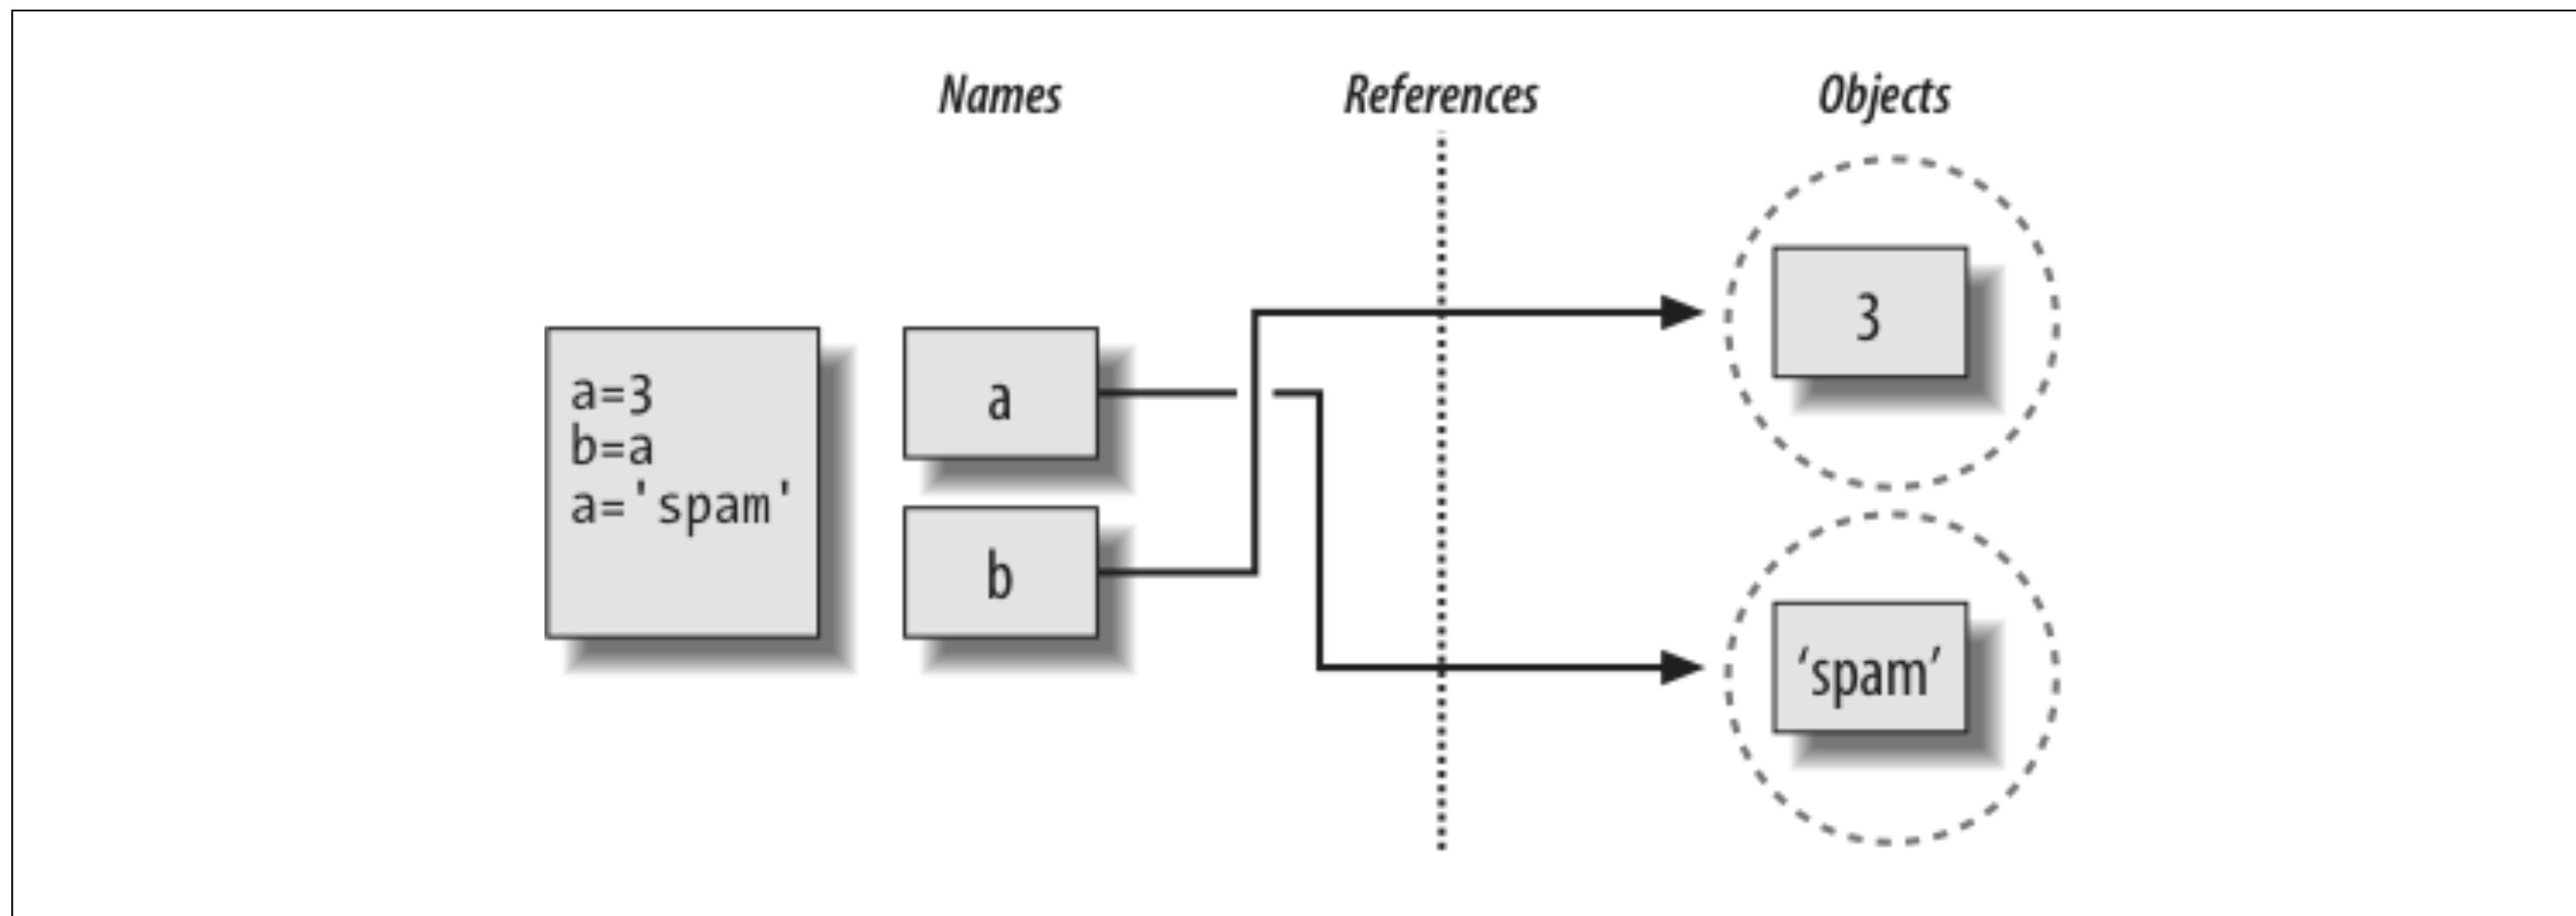 Names
References
Objects
a=3
b=a
a='spam'
a
b
3
‘spam’